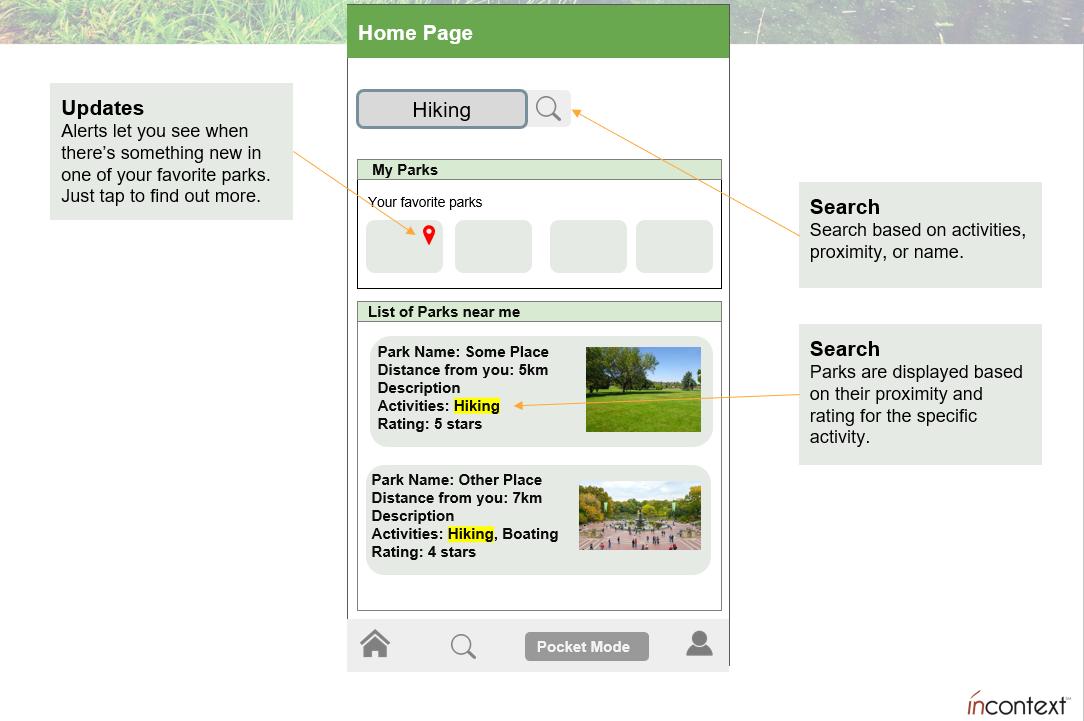 Home Page
Hiking
Updates
Alerts let you see when
there’s something new in
one of your favorite parks.
Just tap to find out more.
My Parks
Your favorite parks
Search
Search based on activities,
proximity, or name.
List of Parks near me
Park Name: Some Place
Distance from you: 5km
Description
Activities: Hiking
Rating: 5 stars
Search
Parks are displayed based
on their proximity and
rating for the specific
activity.
Park Name: Other Place
Distance from you: 7km
Description
Activities: Hiking, Boating
Rating: 4 stars
Pocket Mode
incontext